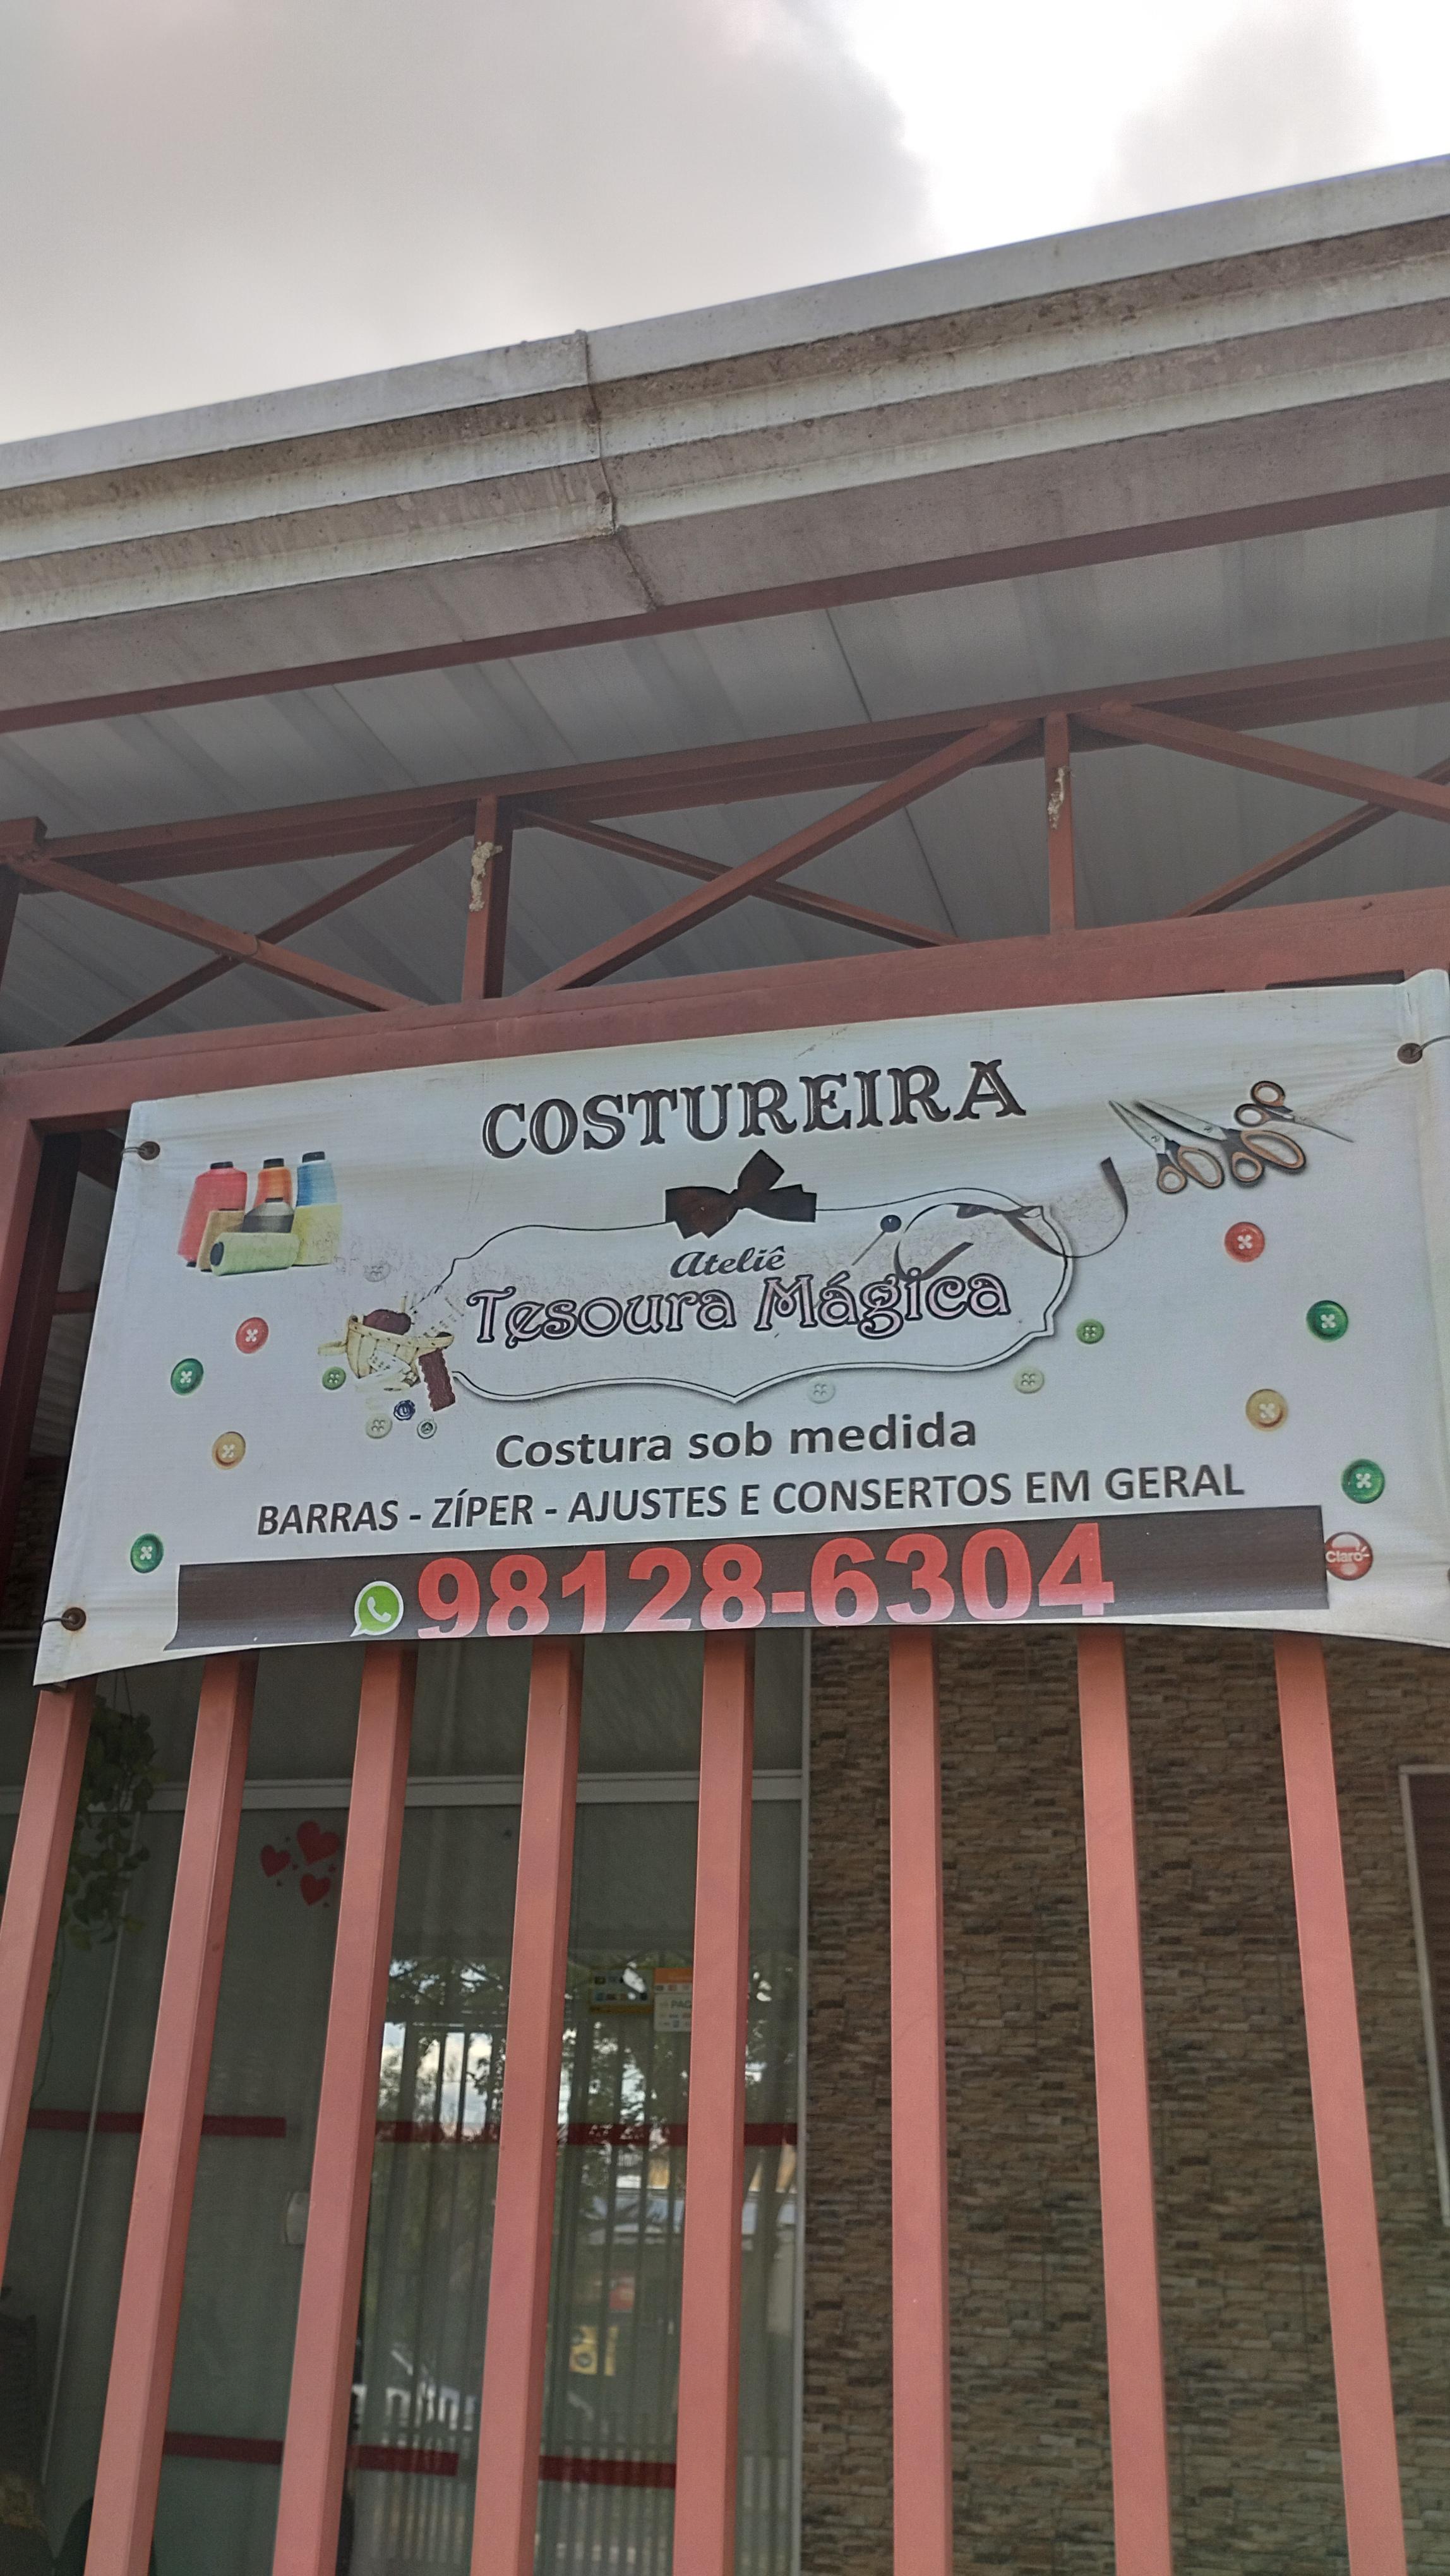 COSTUREIRA
Ateliê
Tesoura Mágica
Costura sob medida
BARRAS - ZÍPER - AJUSTES E CONSERTOS EM GERAL
98128-6304
Claro